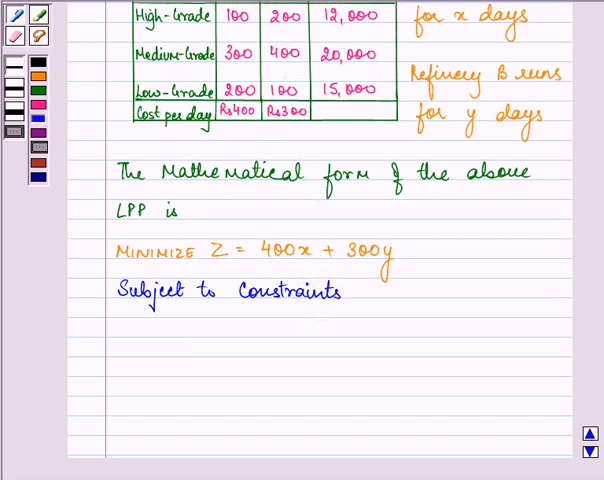 High-Grade 100 200 12,000 for x days
Medium-Grade 300 400 20,000
Refinery B runs
Low-Grade 200 100 15,000
Cost per day Rs400 Rs300 for y days
The Mathematical form of the above
LPP is
MINIMIZE Z = 400x + 300y
Subject to Constraints